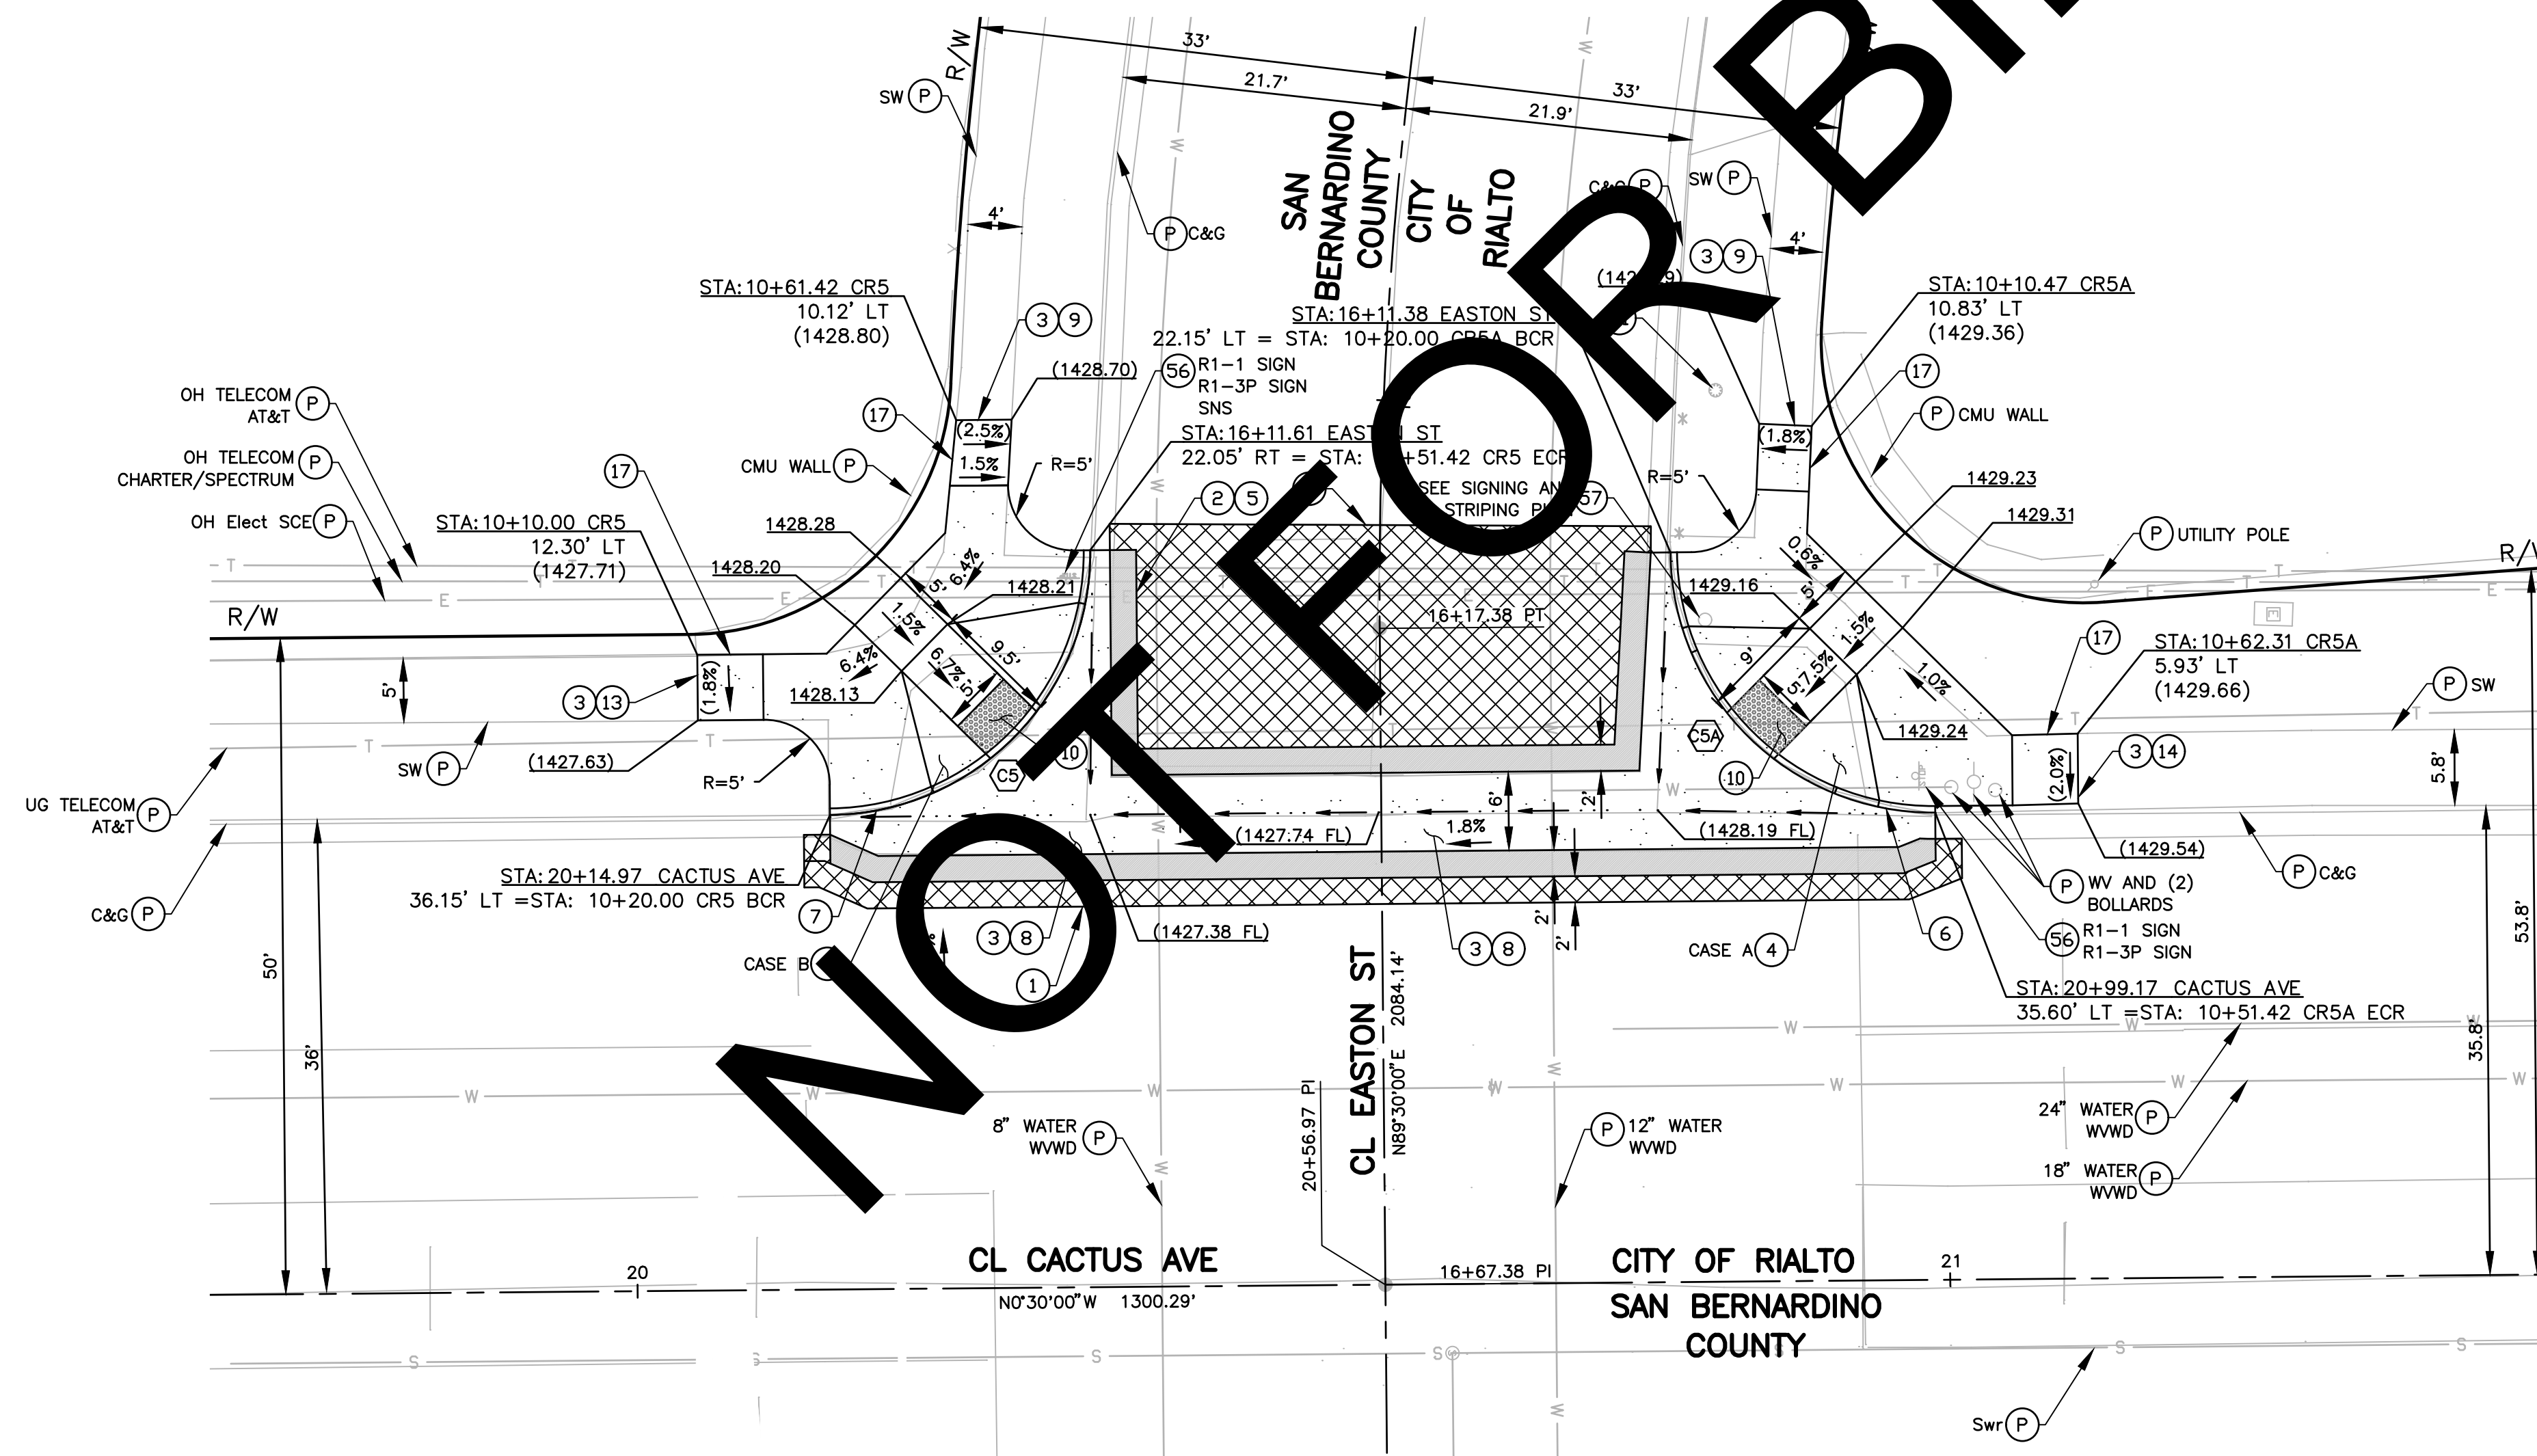 NOT FOR BI
R/W
33'
33'
21.7'
21.9'
SW P
P C&G
4'
SAN
BERNARDINO
COUNTY
CITY
OF
RIALTO
SW P
3 9
4'
STA:10+61.42 CR5
10.12' LT
(1428.80)
3 9
(1428.70)
STA:16+11.38 EASTON ST
22.15' LT = STA: 10+20.00 CR5A BCR
STA:10+10.47 CR5A
10.83' LT
(1429.36)
56 R1-1 SIGN
R1-3P SIGN
SNS
17
17
P CMU WALL
OH TELECOM
AT&T P
OH TELECOM
CHARTER/SPECTRUM P
OH Elect SCE P
17
CMU WALL P
(2.5%)
1.5%
R=5'
STA:16+11.61 EASTON ST
22.05' RT = STA:
+51.42 CR5 ECR
2 5
SEE SIGNING AN
STRIPING
57
R=5'
(1.8%)
1429.23
1429.31
P UTILITY POLE
R/W
STA:10+10.00 CR5
12.30' LT
(1427.71)
1428.28
1428.20
6.4%
5'
1428.21
1.5%
6.4%
6.7%
9.5'
5'
1428.13
16+17.38 PT
0.6%
1429.16
5'
1.5%
9'
7.5%
5'
1.0%
1429.24
17
STA:10+62.31 CR5A
5.93' LT
(1429.66)
P SW
R/W
5'
3 13
(1.8%)
SW P
(1427.63)
R=5'
10
C5
C5A
10
(2.0%)
3 14
5.8'
UG TELECOM
AT&T P
C&G P
6'
2'
(1427.74 FL)
1.8%
(1428.19 FL)
(1429.54)
P C&G
P WV AND (2)
BOLLARDS
STA:20+14.97 CACTUS AVE
36.15' LT =STA: 10+20.00 CR5 BCR
7
3 8
1
CASE B
(1427.38 FL)
2'
2'
3 8
CASE A 4
6
56 R1-1 SIGN
R1-3P SIGN
STA:20+99.17 CACTUS AVE
35.60' LT =STA: 10+51.42 CR5A ECR
50'
36'
53.8'
35.8'
CL EASTON ST
N89°30'00"E 2084.14'
20+56.97 PI
8" WATER
WVWD P
P 12" WATER
WVWD
24" WATER
WVWD P
18" WATER
WVWD P
20
CL CACTUS AVE
N0°30'00"W 1300.29'
16+67.38 PI
CITY OF RIALTO
SAN BERNARDINO
COUNTY
21
Swr P